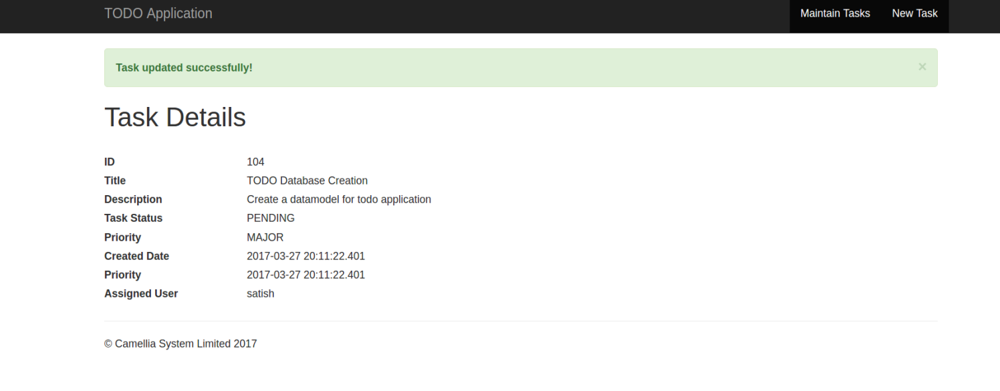 TODO Application Maintain Tasks New Task
Task updated successfully! ×
Task Details
ID 104
Title TODO Database Creation
Description Create a datamodel for todo application
Task Status PENDING
Priority MAJOR
Created Date 2017-03-27 20:11:22.401
Priority 2017-03-27 20:11:22.401
Assigned User satish
© Camellia System Limited 2017